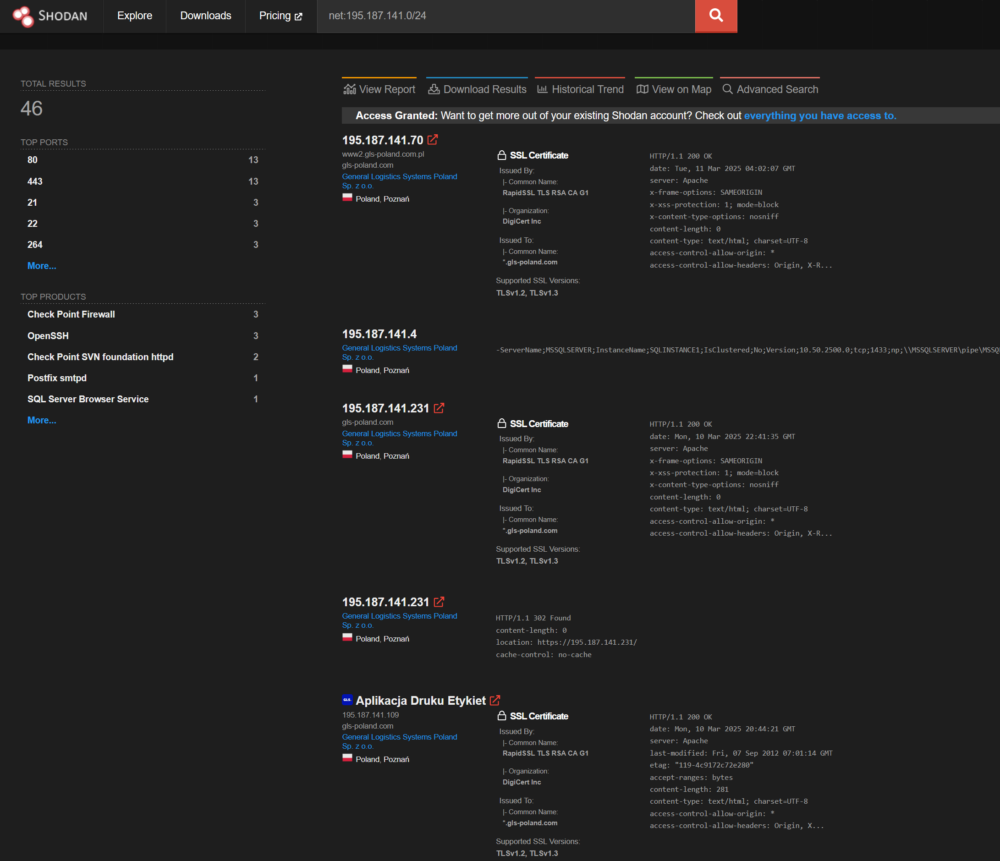 SHODAN
Explore
Downloads
Pricing
net:195.187.141.0/24
TOTAL RESULTS
46
TOP PORTS
80 13
443 13
21 3
22 3
264 3
More...
TOP PRODUCTS
Check Point Firewall 3
OpenSSH 3
Check Point SVN foundation httpd 2
Postfix smtpd 1
SQL Server Browser Service 1
More...
View Report
Download Results
Historical Trend
View on Map
Advanced Search
Access Granted: Want to get more out of your existing Shodan account? Check out everything you have access to.
195.187.141.70
www2.gls-poland.com.pl
gls-poland.com
General Logistics Systems Poland
Sp. z o.o.
Poland, Poznań
SSL Certificate
Issued By:
|- Common Name:
RapidSSL TLS RSA CA G1
|- Organization:
DigiCert Inc
Issued To:
|- Common Name:
*.gls-poland.com
Supported SSL Versions:
TLSv1.2, TLSv1.3
HTTP/1.1 200 OK
date: Tue, 11 Mar 2025 04:02:07 GMT
server: Apache
x-frame-options: SAMEORIGIN
x-xss-protection: 1; mode=block
x-content-type-options: nosniff
content-length: 0
content-type: text/html; charset=UTF-8
access-control-allow-origin: *
access-control-allow-headers: Origin, X-R...
195.187.141.4
General Logistics Systems Poland
Sp. z o.o.
Poland, Poznań
-ServerName;MSSQLSERVER;InstanceName;SQLINSTANCE1;IsClustered;No;Version;10.50.2500.0;tcp;1433;np;\\MSSQLSERVER\pipe\MSSQ
195.187.141.231
gls-poland.com
General Logistics Systems Poland
Sp. z o.o.
Poland, Poznań
SSL Certificate
Issued By:
|- Common Name:
RapidSSL TLS RSA CA G1
|- Organization:
DigiCert Inc
Issued To:
|- Common Name:
*.gls-poland.com
Supported SSL Versions:
TLSv1.2, TLSv1.3
HTTP/1.1 200 OK
date: Mon, 10 Mar 2025 22:41:35 GMT
server: Apache
x-frame-options: SAMEORIGIN
x-xss-protection: 1; mode=block
x-content-type-options: nosniff
content-length: 0
content-type: text/html; charset=UTF-8
access-control-allow-origin: *
access-control-allow-headers: Origin, X-R...
195.187.141.231
General Logistics Systems Poland
Sp. z o.o.
Poland, Poznań
HTTP/1.1 302 Found
content-length: 0
location: https://195.187.141.231/
cache-control: no-cache
GLS.
Aplikacja Druku Etykiet
195.187.141.109
gls-poland.com
General Logistics Systems Poland
Sp. z o.o.
Poland, Poznań
SSL Certificate
Issued By:
|- Common Name:
RapidSSL TLS RSA CA G1
|- Organization:
DigiCert Inc
Issued To:
|- Common Name:
*.gls-poland.com
Supported SSL Versions:
TLSv1.2, TLSv1.3
HTTP/1.1 200 OK
date: Mon, 10 Mar 2025 20:44:21 GMT
server: Apache
last-modified: Fri, 07 Sep 2012 07:01:14 GMT
etag: "119-4c9172c72e280"
accept-ranges: bytes
content-length: 281
content-type: text/html; charset=UTF-8
access-control-allow-origin: *
access-control-allow-headers: Origin, X...